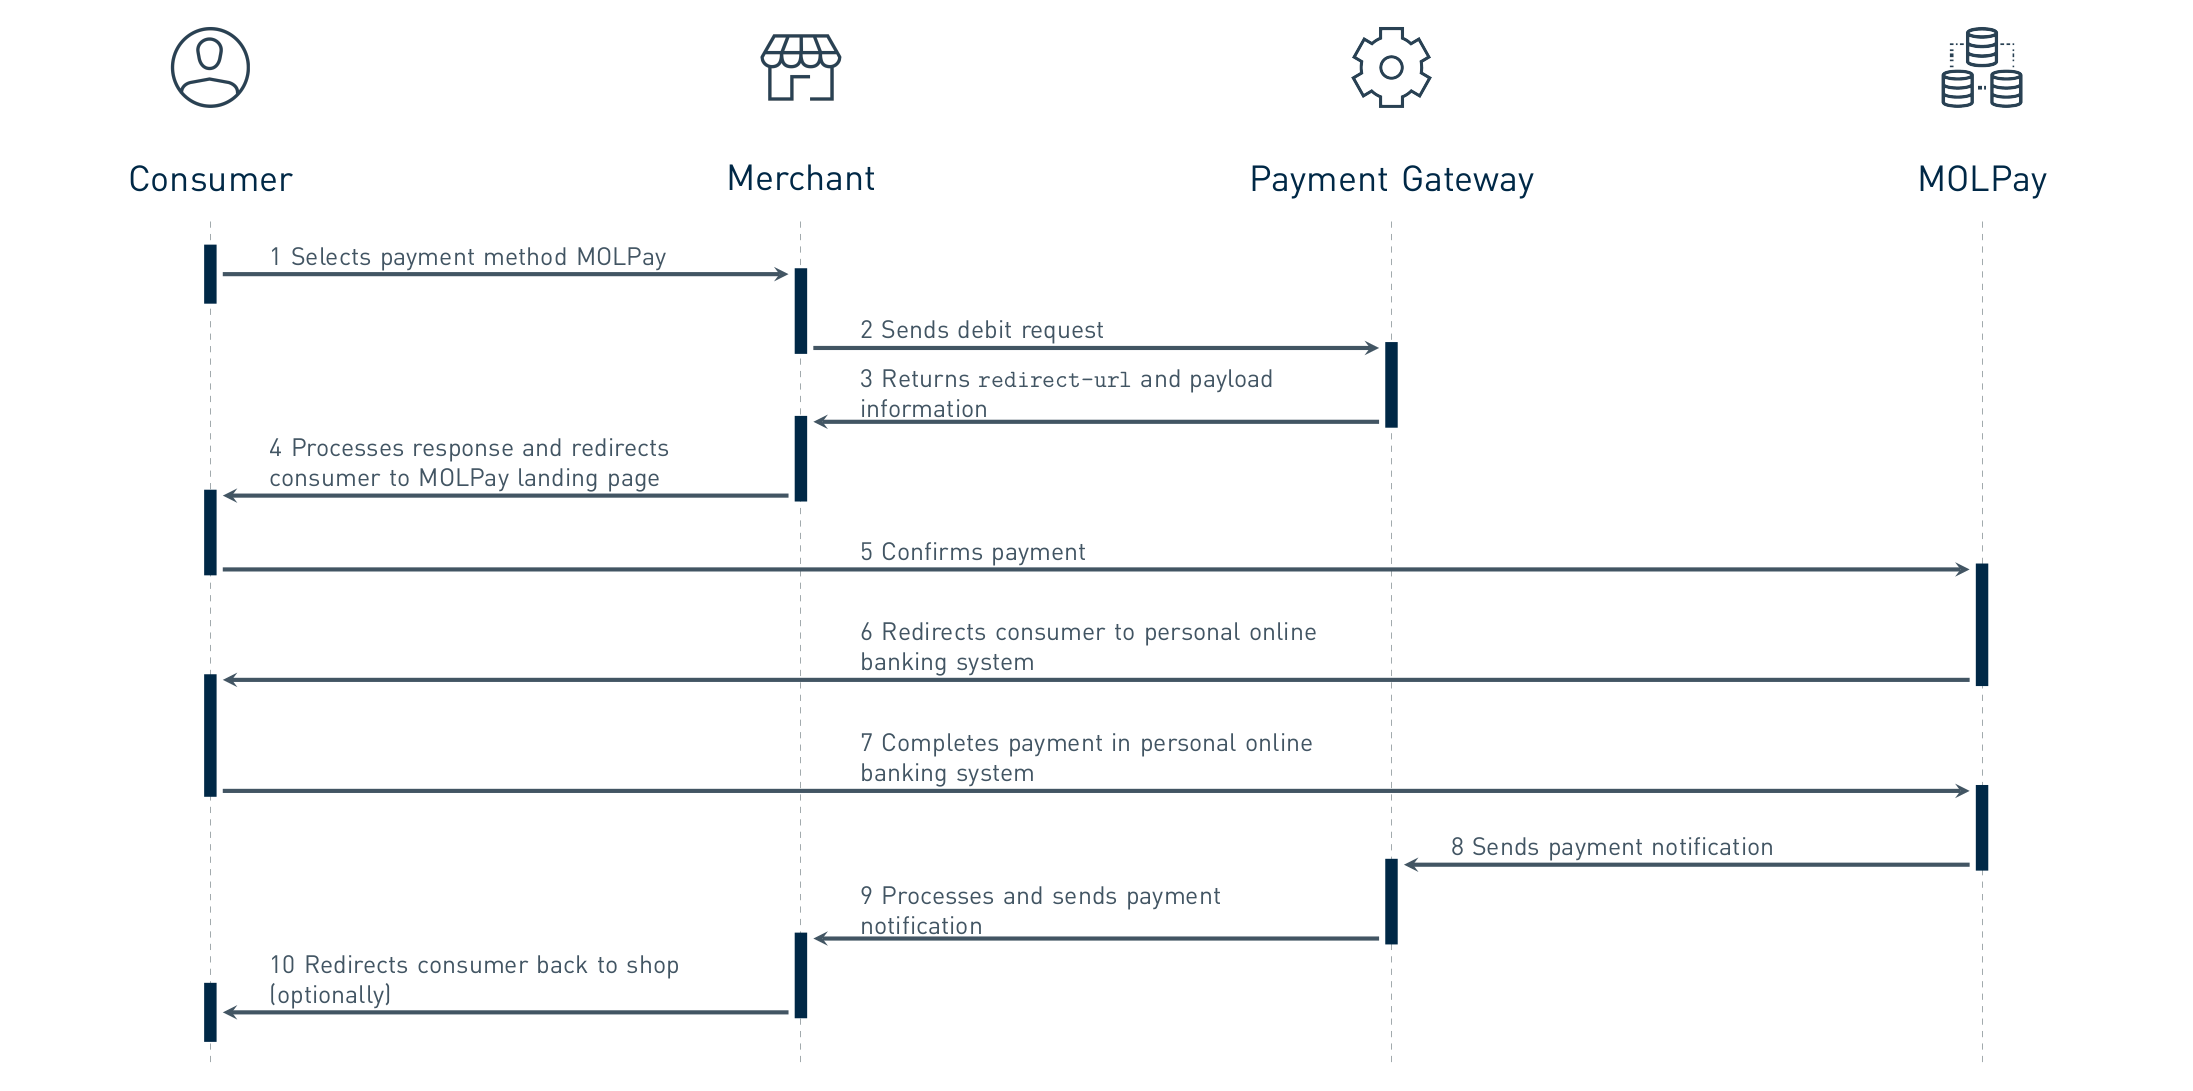 Consumer
Merchant
Payment Gateway
MOLPay
1 Selects payment method MOLPay
2 Sends debit request
3 Returns redirect-url and payload
information
4 Processes response and redirects
consumer to MOLPay landing page
5 Confirms payment
6 Redirects consumer to personal online
banking system
7 Completes payment in personal online
banking system
8 Sends payment notification
9 Processes and sends payment
notification
10 Redirects consumer back to shop
(optionally)